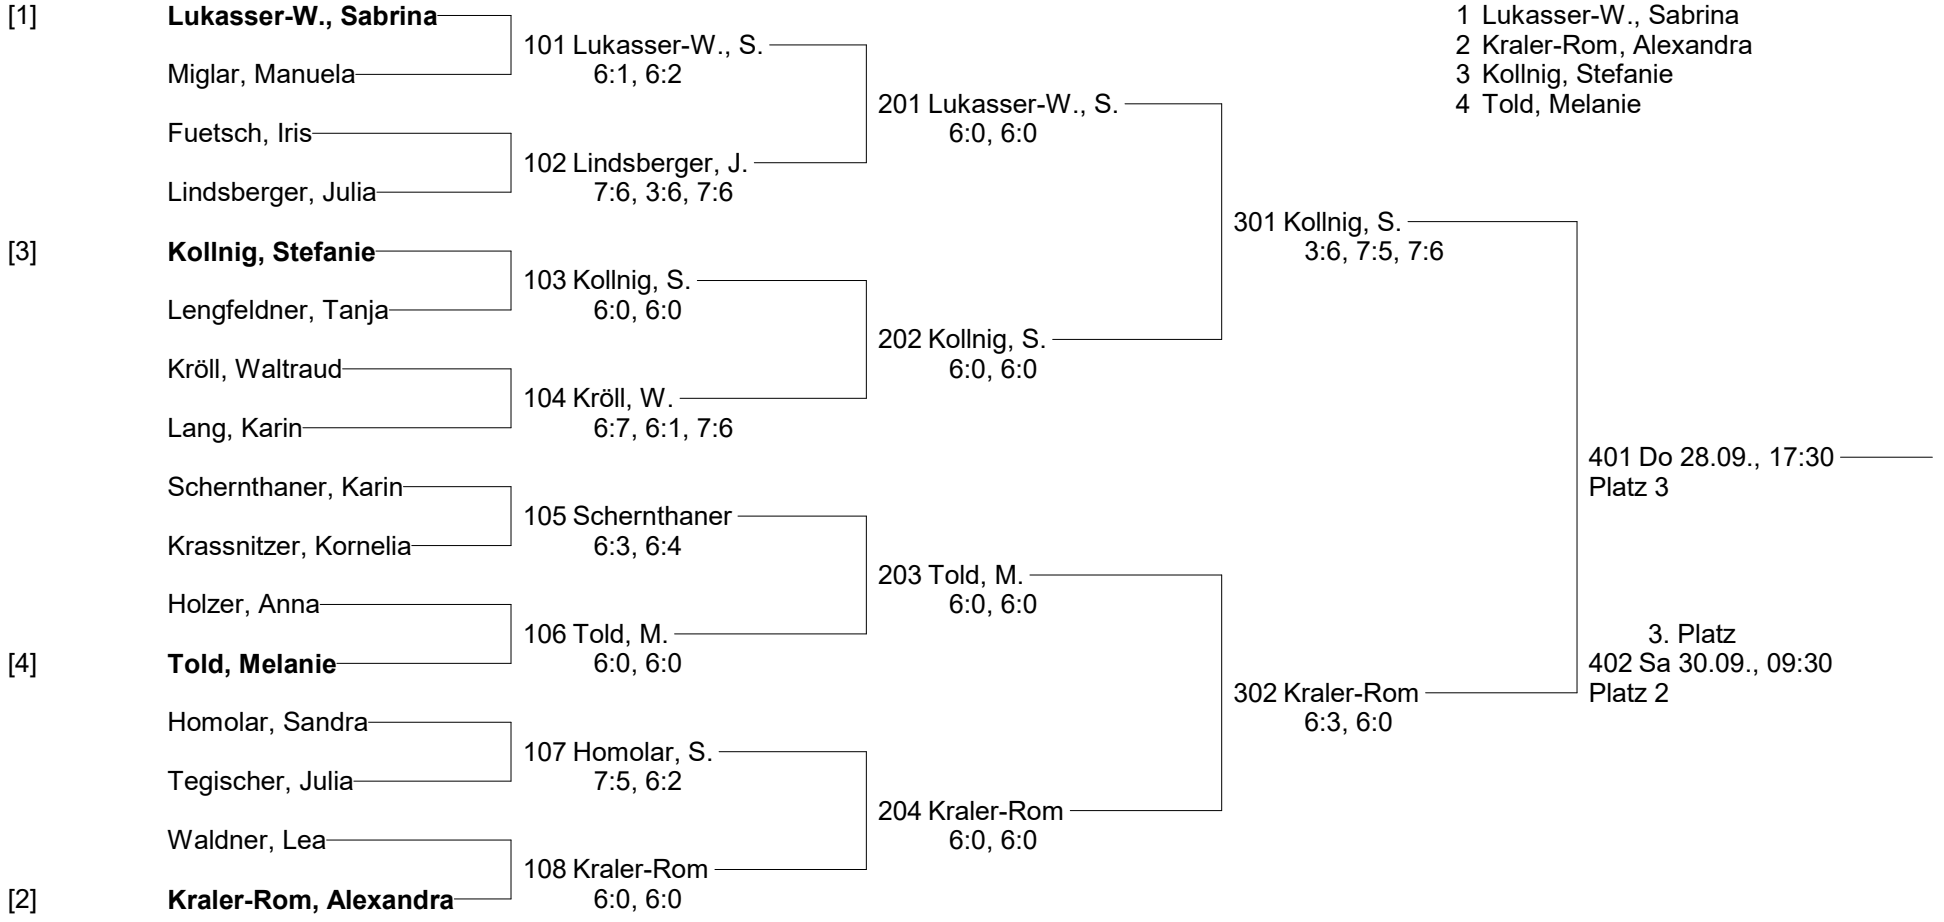 [1] Lukasser-W., Sabrina
Miglar, Manuela
Fuetsch, Iris
Lindsberger, Julia
[3] Kollnig, Stefanie
Lengfeldner, Tanja
Kröll, Waltraud
Lang, Karin
Schernthaner, Karin
Krassnitzer, Kornelia
Holzer, Anna
[4] Told, Melanie
Homolar, Sandra
Tegischer, Julia
Waldner, Lea
[2] Kraler-Rom, Alexandra
101 Lukasser-W., S.
6:1, 6:2
102 Lindsberger, J.
7:6, 3:6, 7:6
103 Kollnig, S.
6:0, 6:0
104 Kröll, W.
6:7, 6:1, 7:6
105 Schernthaner
6:3, 6:4
106 Told, M.
6:0, 6:0
107 Homolar, S.
7:5, 6:2
108 Kraler-Rom
6:0, 6:0
201 Lukasser-W., S.
6:0, 6:0
202 Kollnig, S.
6:0, 6:0
203 Told, M.
6:0, 6:0
204 Kraler-Rom
6:0, 6:0
301 Kollnig, S.
3:6, 7:5, 7:6
302 Kraler-Rom
6:3, 6:0
401 Do 28.09., 17:30
Platz 3
3. Platz
402 Sa 30.09., 09:30
Platz 2
1 Lukasser-W., Sabrina
2 Kraler-Rom, Alexandra
3 Kollnig, Stefanie
4 Told, Melanie